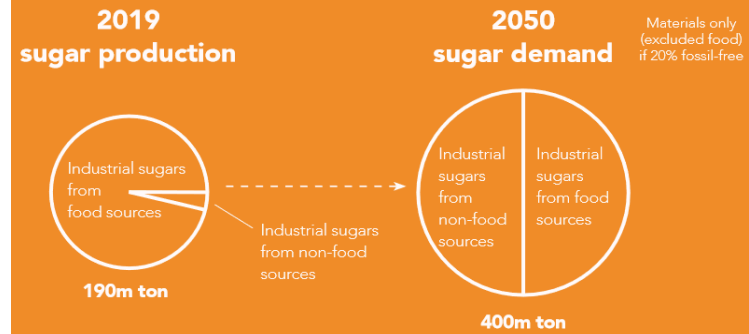 2019
sugar production
2050
sugar demand
Materials only
(excluded food)
if 20% fossil-free
Industrial sugars
from
food sources
Industrial sugars
from non-food
sources
190m ton
Industrial
sugars
from
non-food
sources
Industrial
sugars
from food
sources
400m ton